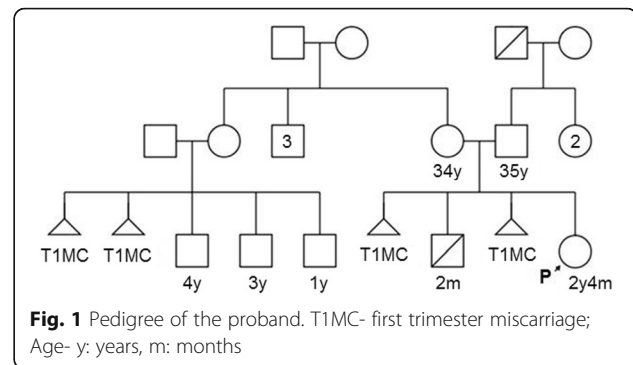 3
2
34y
35y
T1MC
T1MC
4y
3y
1y
T1MC
2m
T1MC
P
2y4m
Fig. 1 Pedigree of the proband. T1MC- first trimester miscarriage;
Age- y: years, m: months